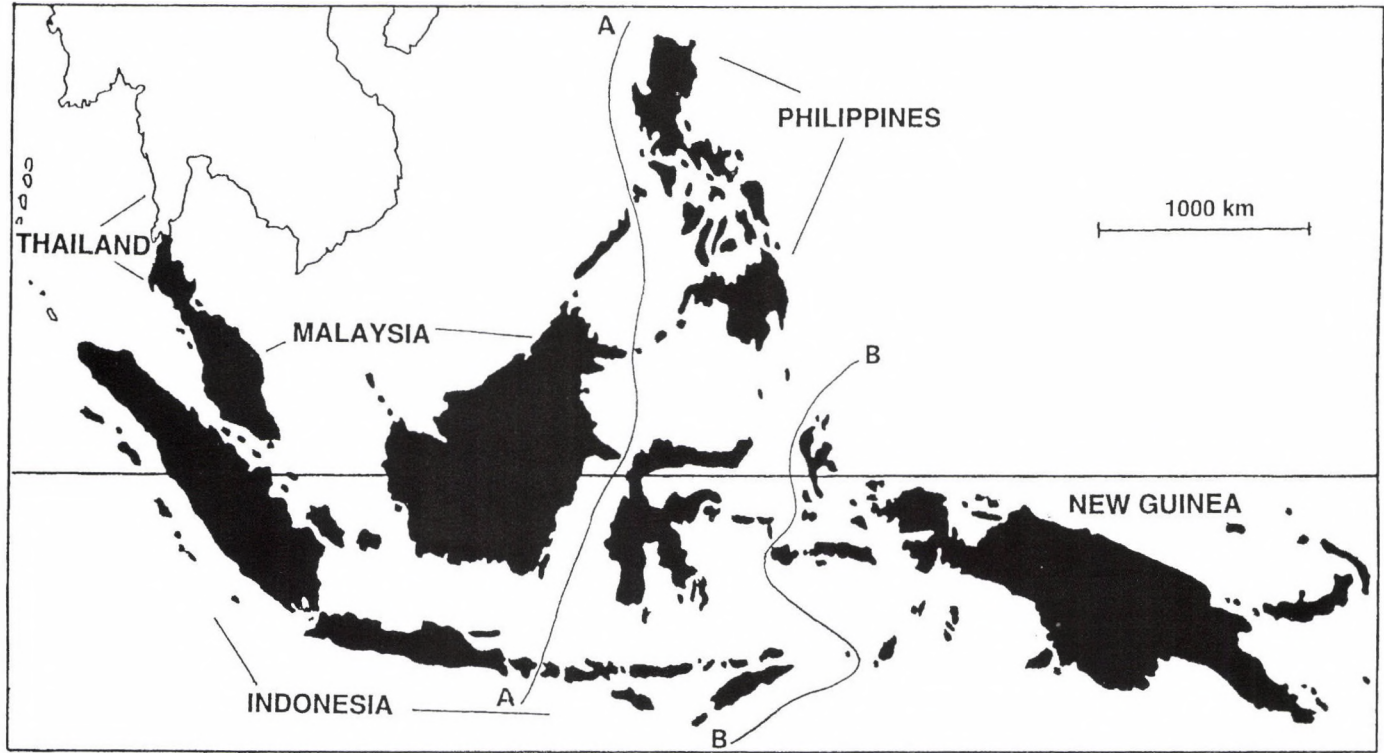 A
PHILIPPINES
1000 km
THAILAND
MALAYSIA
B
NEW GUINEA
INDONESIA
A
B